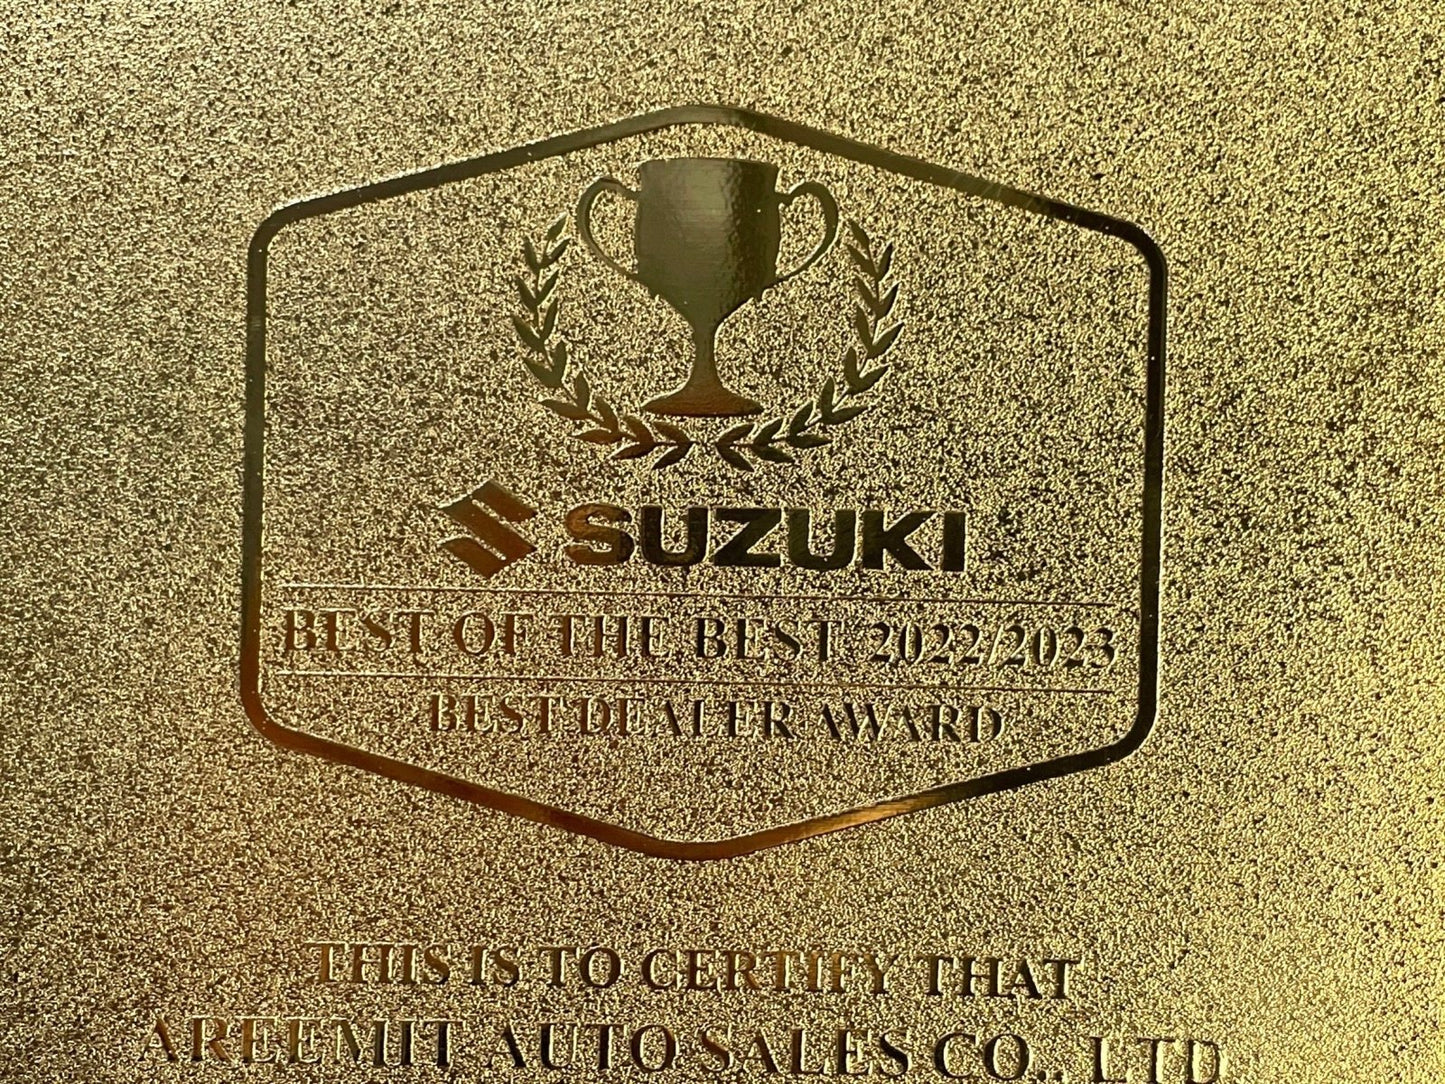 SUZUKI
BEST OF THE BEST 2022/2023
BEST DEALER AWARD
THIS IS TO CERTIFY THAT
AREEMIT AUTO SALES CO., LTD